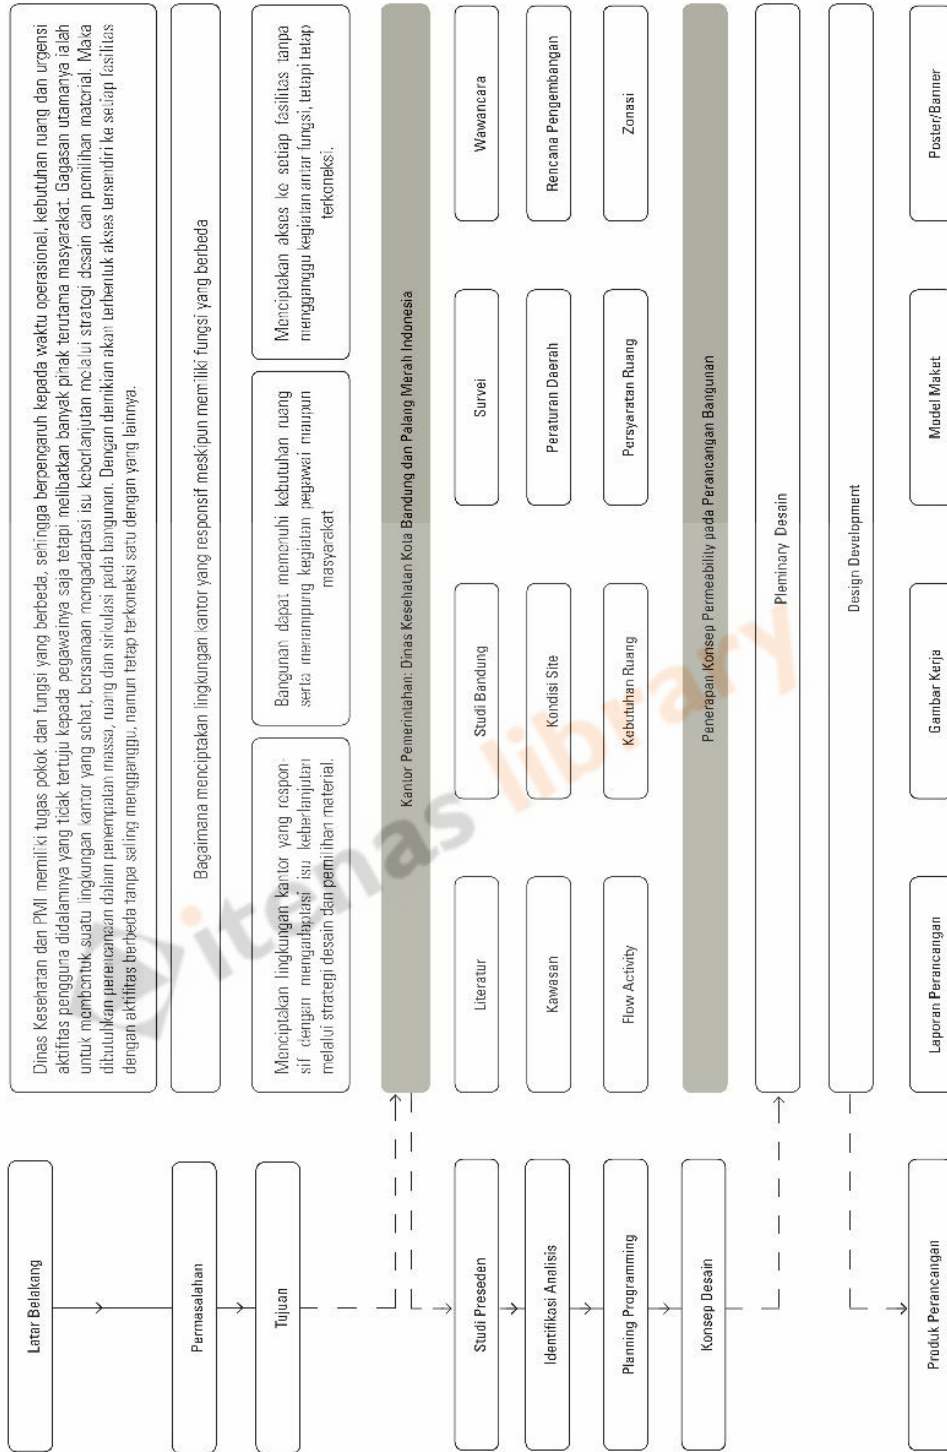 Latar Belakang
Dinas Kesehatan dan PMI memiliki tugas pokok dan fungsi yang berbeda, sehingga berpengaruh kepada waktu operasional, kebutuhan ruang dan urgensi
aktifitas pengguna didalamnya yang tidak tertuju kepada pegawainya saja tetapi melibatkan banyak pihak terutama masyarakat. Gagasan utamanya ialah
untuk membentuk suatu lingkungan kantor yang sehat, bersamaan mengadaptasi isu keberlanjutan melalui strategi desain dan pemilihan material. Maka
dibutuhkan perencanaan dalam penempatan massa, ruang dan sirkulasi pada bangunan. Dengan demikian akan terbentuk akses tersendiri ke setiap fasilitas
dengan aktifitas berbeda tanpa saling mengganggu, namun tetap terkoneksi satu dengan yang lainnya.
Permasalahan
Bagaimana menciptakan lingkungan kantor yang responsif meskipun memiliki fungsi yang berbeda
Tujuan
Menciptakan lingkungan kantor yang respon-
sif dengan mengadaptasi isu keberlanjutan
melalui strategi desain dan pemilihan material.
Bangunan dapat memenuhi kebutuhan ruang
serta menampung kegiatan pegawai maupun
masyarakat
Menciptakan akses ke setiap fasilitas tanpa
mengganggu kegiatan antar fungsi, tetapi tetap
terkoneksi.
Kantor Pemerintahan: Dinas Kesehatan Kota Bandung dan Palang Merah Indonesia
Studi Preseden
Literatur
Studi Bandung
Survei
Wawancara
Identifikasi Analisis
Kawasan
Kondisi Site
Peraturan Daerah
Rencana Pengembangan
Planning Programming
Flow Activity
Kebutuhan Ruang
Persyaratan Ruang
Zonasi
Konsep Desain
Penerapan Konsep Permeability pada Perancangan Bangunan
Pleminary Desain
Design Development
Produk Perancangan
Laporan Perancangan
Gambar Kerja
Model Maket
Poster/Banner
itenas library